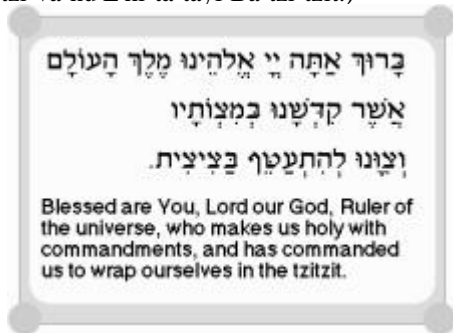 בָּרוּךְ אַתָּה יְיָ אֱלֹהֵינוּ מֶלֶךְ הָעוֹלָם
אֲשֶׁר קִדְּשָׁנוּ בְּמִצְוֹתָיו
וְצִוָּנוּ לְהִתְעַטֵּף בַּצִּיצִית.
Blessed are You, Lord our God, Ruler of
the universe, who makes us holy with
commandments, and has commanded
us to wrap ourselves in the tzitzit.